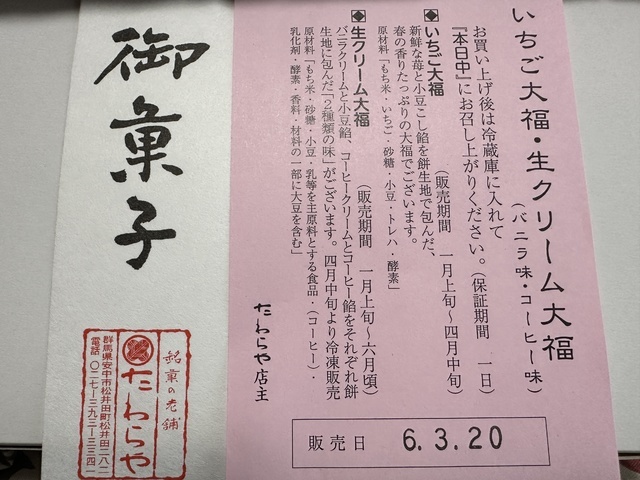 いちご大福・生クリーム大福
(バニラ味・コーヒー味)
お買い上げ後は冷蔵庫に入れて
『本日中』にお召し上がりください。(保証期間 一日)
◆いちご大福 (販売期間 一月上旬~四月中旬)
新鮮な苺と小豆こし餡を餅生地で包んだ、
春の香りたっぷりの大福でございます。
原材料「もち米・いちご・砂糖・小豆・トレハ・酵素」
◆生クリーム大福 (販売期間 一月上旬~六月頃)
バニラクリームと小豆餡、コーヒークリームとコーヒー餡をそれぞれ餅
生地に包んだ「2種類の味」がございます。四月中旬より冷凍販売
原材料「もち米・砂糖・小豆・乳等を主原料とする食品・(コーヒー)・
乳化剤・酵素・香料・材料の一部に大豆を含む」
たわらや店主
販売日 6.3.20
御菓子
銘菓の老舗
たわらや
群馬県安中市松井田町松井田二八二
電話 〇二七―三九三―三三四一